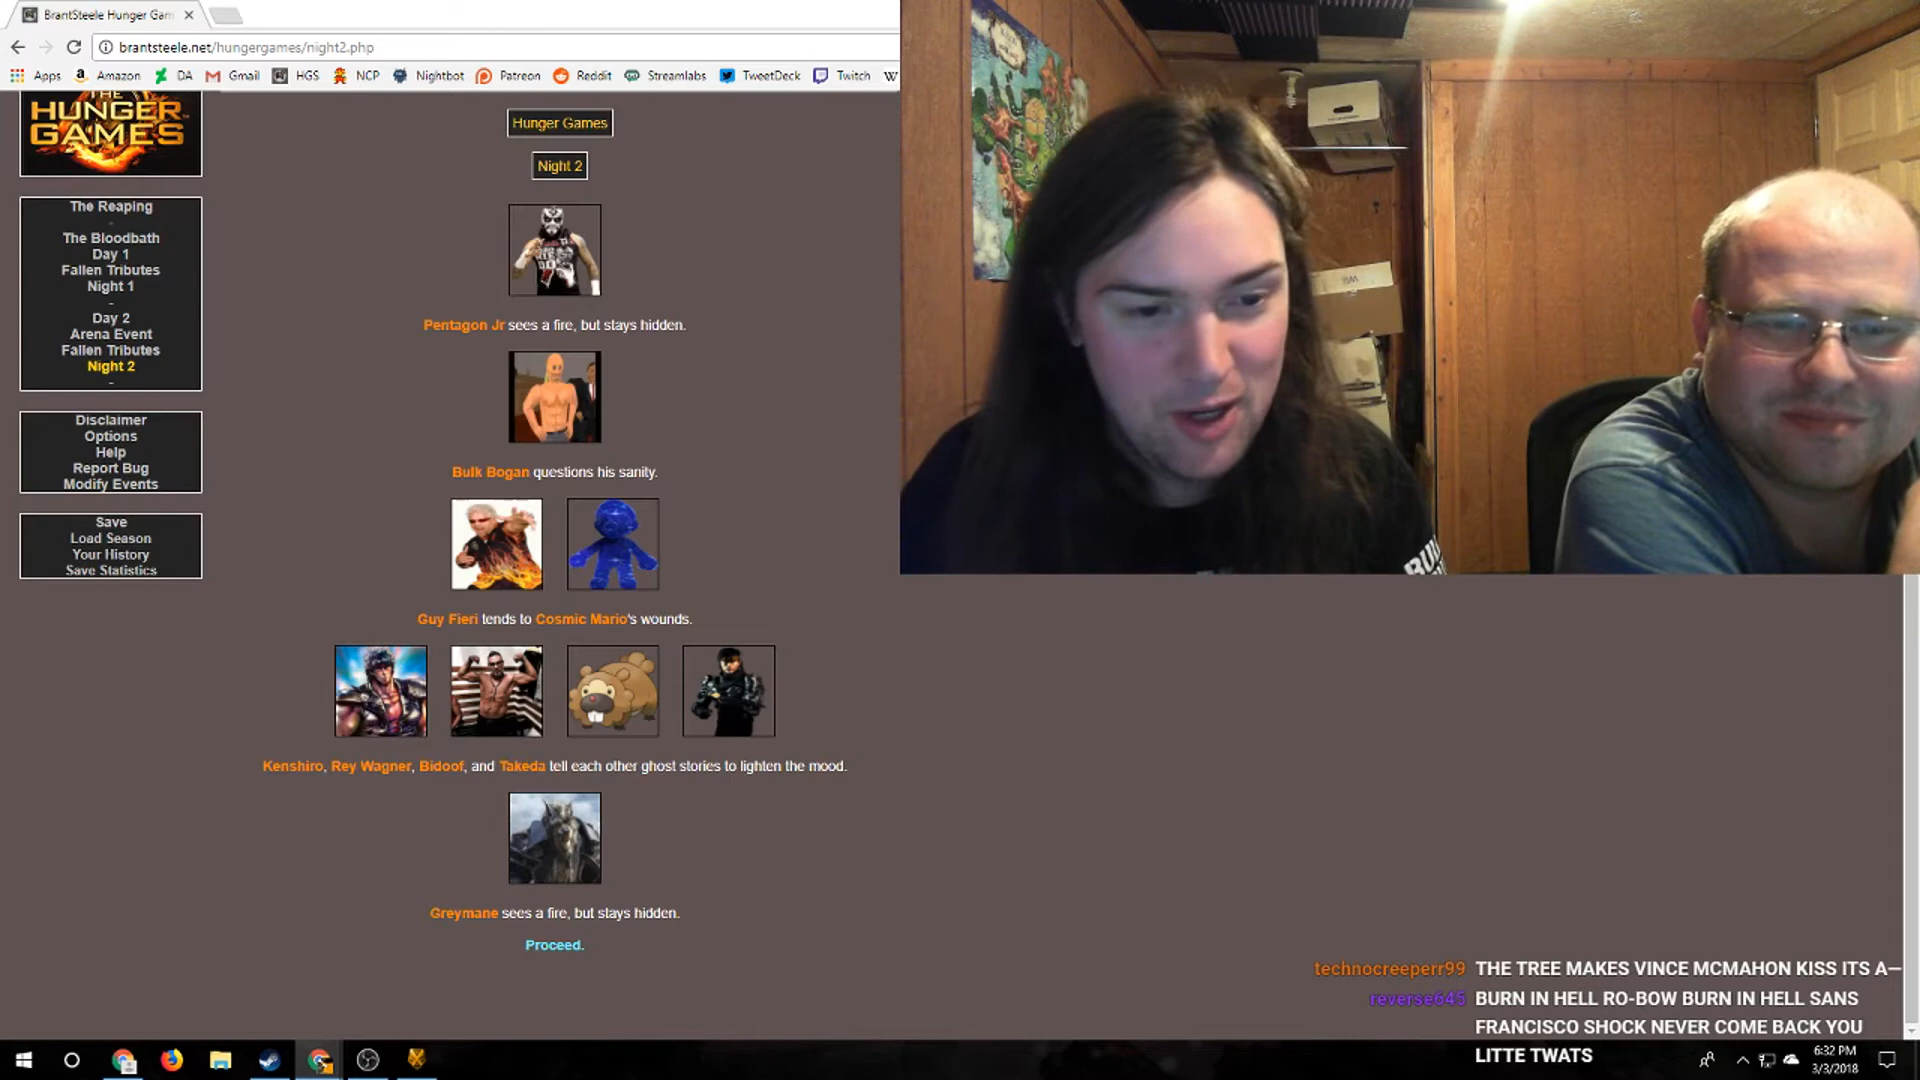 BrantSteele Hunger Gam
brantsteele.net/hungergames/night2.php
Apps Amazon DA Gmail HGS NCP Nightbot Patreon Reddit Streamlabs TweetDeck Twitch W
THE
HUNGER
GAMES
The Reaping
-
The Bloodbath
Day 1
Fallen Tributes
Night 1
-
Day 2
Arena Event
Fallen Tributes
Night 2
-
Disclaimer
Options
Help
Report Bug
Modify Events
Save
Load Season
Your History
Save Statistics
Hunger Games
Night 2
Pentagon Jr sees a fire, but stays hidden.
Bulk Bogan questions his sanity.
Guy Fieri tends to Cosmic Mario's wounds.
Kenshiro, Rey Wagner, Bidoof, and Takeda tell each other ghost stories to lighten the mood.
Greymane sees a fire, but stays hidden.
Proceed.
technocreeperr99 THE TREE MAKES VINCE MCMAHON KISS ITS A—
reverse645 BURN IN HELL RO-BOW BURN IN HELL SANS
FRANCISCO SHOCK NEVER COME BACK YOU
LITTE TWATS
6:32 PM
3/3/2018